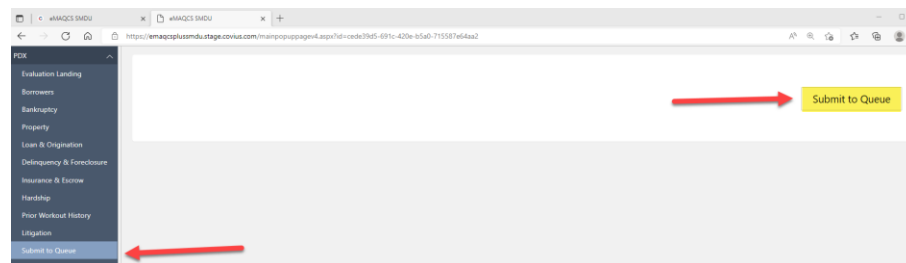 eMAQCS SMDU
eMAQCS SMDU
https://emaqcsplussmdu.stage.covius.com/mainpopuppagev4.aspx?id=cede39d5-691c-420e-b5a0-715587e64aa2
PDX
Evaluation Landing
Borrowers
Bankruptcy
Property
Loan & Origination
Delinquency & Foreclosure
Insurance & Escrow
Hardship
Prior Workout History
Litigation
Submit to Queue
Submit to Queue